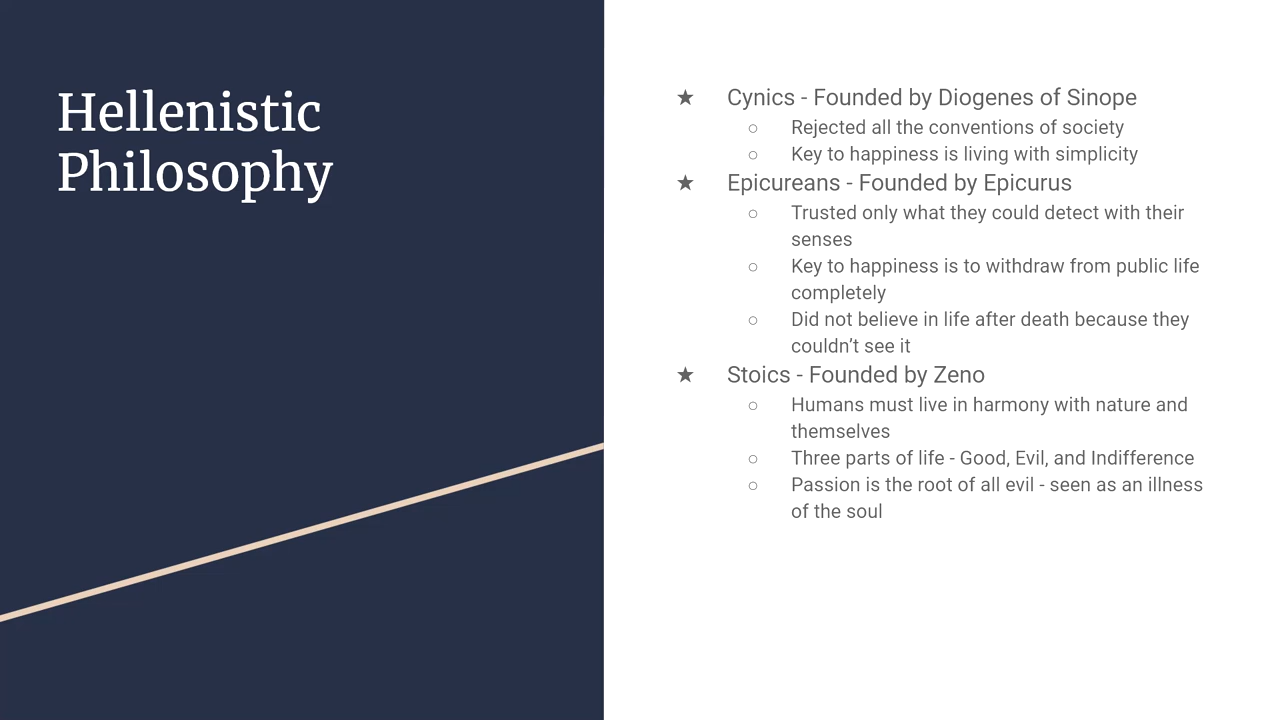 Hellenistic
Philosophy
★ Cynics - Founded by Diogenes of Sinope
○ Rejected all the conventions of society
○ Key to happiness is living with simplicity
★ Epicureans - Founded by Epicurus
○ Trusted only what they could detect with their
senses
○ Key to happiness is to withdraw from public life
completely
○ Did not believe in life after death because they
couldn’t see it
★ Stoics - Founded by Zeno
○ Humans must live in harmony with nature and
themselves
○ Three parts of life - Good, Evil, and Indifference
○ Passion is the root of all evil - seen as an illness
of the soul